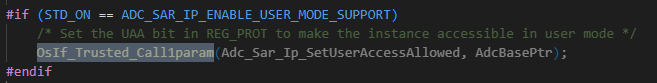 #if (STD_ON == ADC_SAR_IP_ENABLE_USER_MODE_SUPPORT)
/* Set the UAA bit in REG_PROT to make the instance accessible in user mode */
OsIf_Trusted_Call1param(Adc_Sar_Ip_SetUserAccessAllowed, AdcBasePtr);
#endif